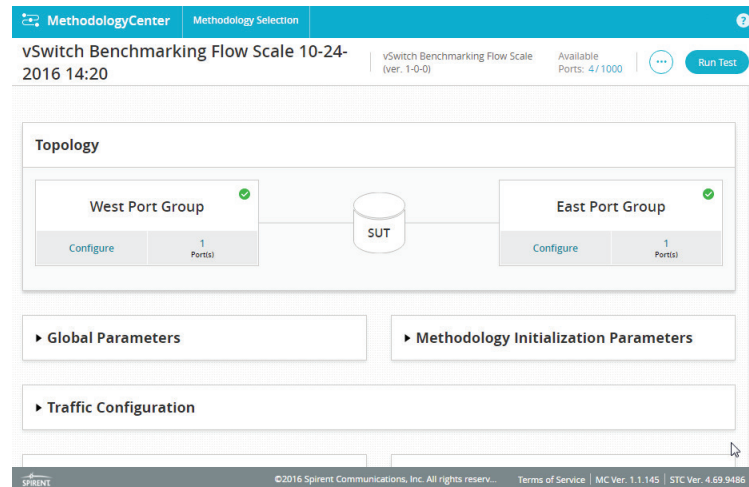 MethodologyCenter
Methodology Selection
?
vSwitch Benchmarking Flow Scale 10-24-
2016 14:20
vSwitch Benchmarking Flow Scale
(ver. 1-0-0)
Available
Ports: 4 / 1000
Run Test
Topology
West Port Group
Configure
1
Port(s)
SUT
East Port Group
Configure
1
Port(s)
Global Parameters
Methodology Initialization Parameters
Traffic Configuration
SPIRENT
©2016 Spirent Communications, Inc. All rights reserv...
Terms of Service | MC Ver. 1.1.145 | STC Ver. 4.69.9486